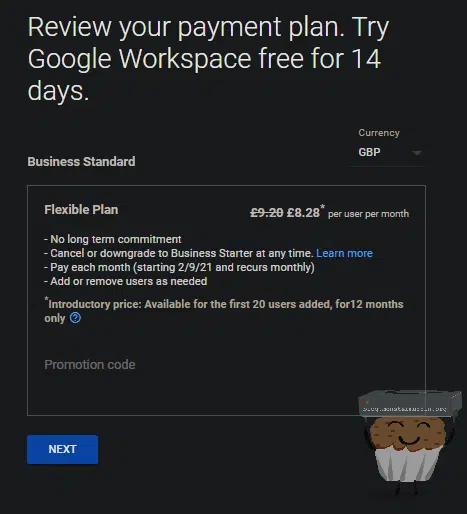 Review your payment plan. Try
Google Workspace free for 14
days.
Currency
GBP
Business Standard
Flexible Plan
£9.20 £8.28* per user per month
- No long term commitment
- Cancel or downgrade to Business Starter at any time. Learn more
- Pay each month (starting 2/9/21 and recurs monthly)
- Add or remove users as needed
*Introductory price: Available for the first 20 users added, for12 months
only
Promotion code
NEXT